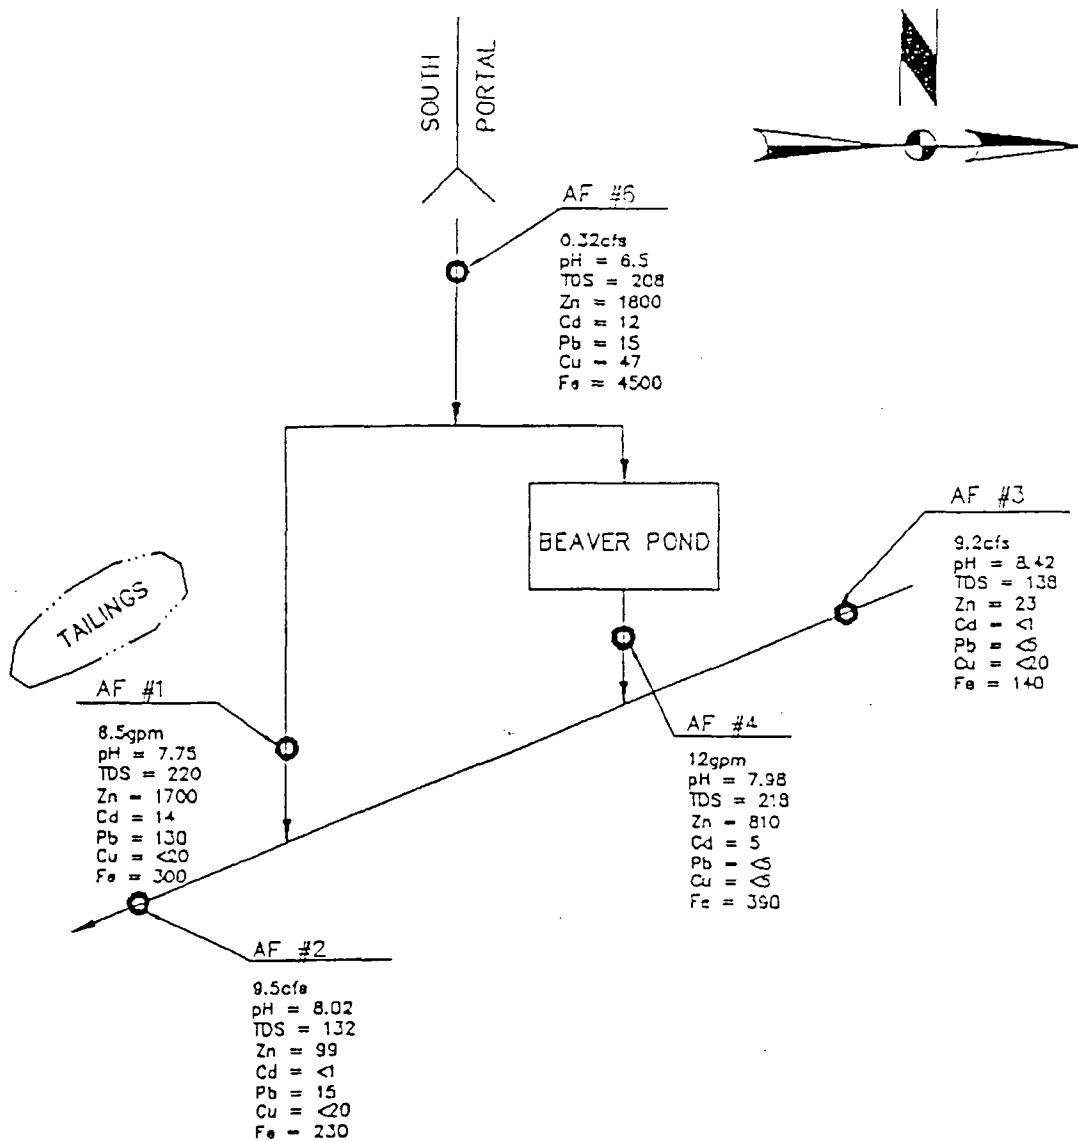 SOUTH
PORTAL
AF #6
0.32cfs
pH = 6.5
TDS = 208
Zn = 1800
Cd = 12
Pb = 15
Cu = 47
Fe = 4500
BEAVER POND
AF #3
9.2cfs
pH = 8.42
TDS = 138
Zn = 23
Cd = <1
Pb = <5
Cu = <20
Fe = 140
TAILINGS
AF #1
8.5gpm
pH = 7.75
TDS = 220
Zn = 1700
Cd = 14
Pb = 130
Cu = <20
Fe = 300
AF #4
12gpm
pH = 7.98
TDS = 218
Zn = 810
Cd = 5
Pb = <5
Cu = <5
Fe = 390
AF #2
9.5cfs
pH = 8.02
TDS = 132
Zn = 99
Cd = <1
Pb = 15
Cu = <20
Fe = 230